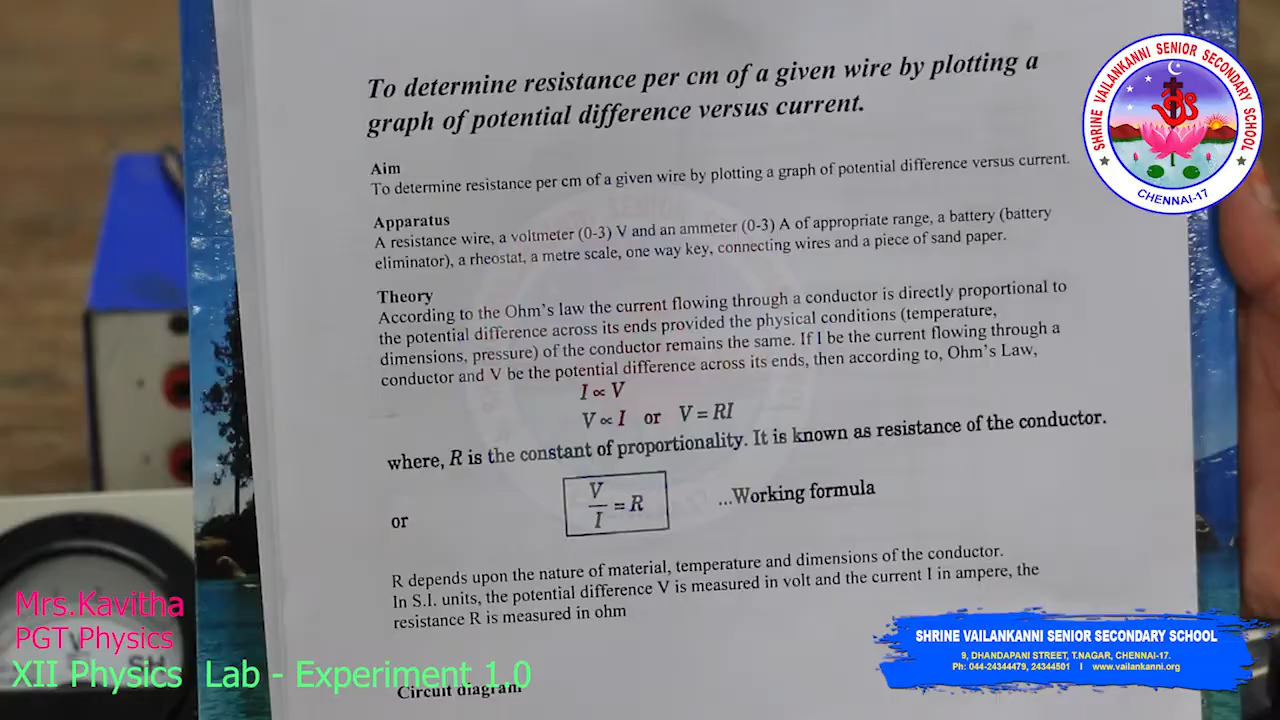 To determine resistance per cm of a given wire by plotting a
graph of potential difference versus current.
Aim
To determine resistance per cm of a given wire by plotting a graph of potential difference versus current.
Apparatus
A resistance wire, a voltmeter (0-3) V and an ammeter (0-3) A of appropriate range, a battery (battery
eliminator), a rheostat, a metre scale, one way key, connecting wires and a piece of sand paper.
Theory
According to the Ohm's law the current flowing through a conductor is directly proportional to
the potential difference across its ends provided the physical conditions (temperature,
dimensions, pressure) of the conductor remains the same. If I be the current flowing through a
conductor and V be the potential difference across its ends, then according to, Ohm's Law,
I ∝ V
V ∝ I or V = RI
where, R is the constant of proportionality. It is known as resistance of the conductor.
or V/I = R ...Working formula
R depends upon the nature of material, temperature and dimensions of the conductor.
In S.I. units, the potential difference V is measured in volt and the current I in ampere, the
resistance R is measured in ohm
Circuit diagram
SHRINE VAILANKANNI SENIOR SECONDARY SCHOOL
CHENNAI-17
Mrs.Kavitha
PGT Physics
XII Physics Lab - Experiment 1.0
SHRINE VAILANKANNI SENIOR SECONDARY SCHOOL
9, DHANDAPANI STREET, T.NAGAR, CHENNAI-17.
Ph: 044-24344479, 24344501 I www.vailankanni.org